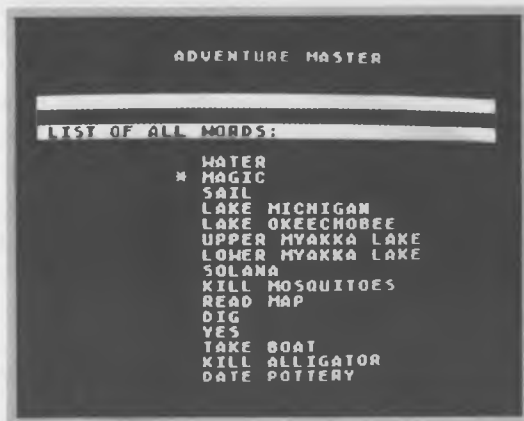 ADVENTURE MASTER
LIST OF ALL WORDS:
WATER
* MAGIC
SAIL
LAKE MICHIGAN
LAKE OKEECHOBEE
UPPER MYAKKA LAKE
LOWER MYAKKA LAKE
SOLANA
KILL MOSQUITOES
READ MAP
DIG
YES
TAKE BOAT
KILL ALLIGATOR
DATE POTTERY